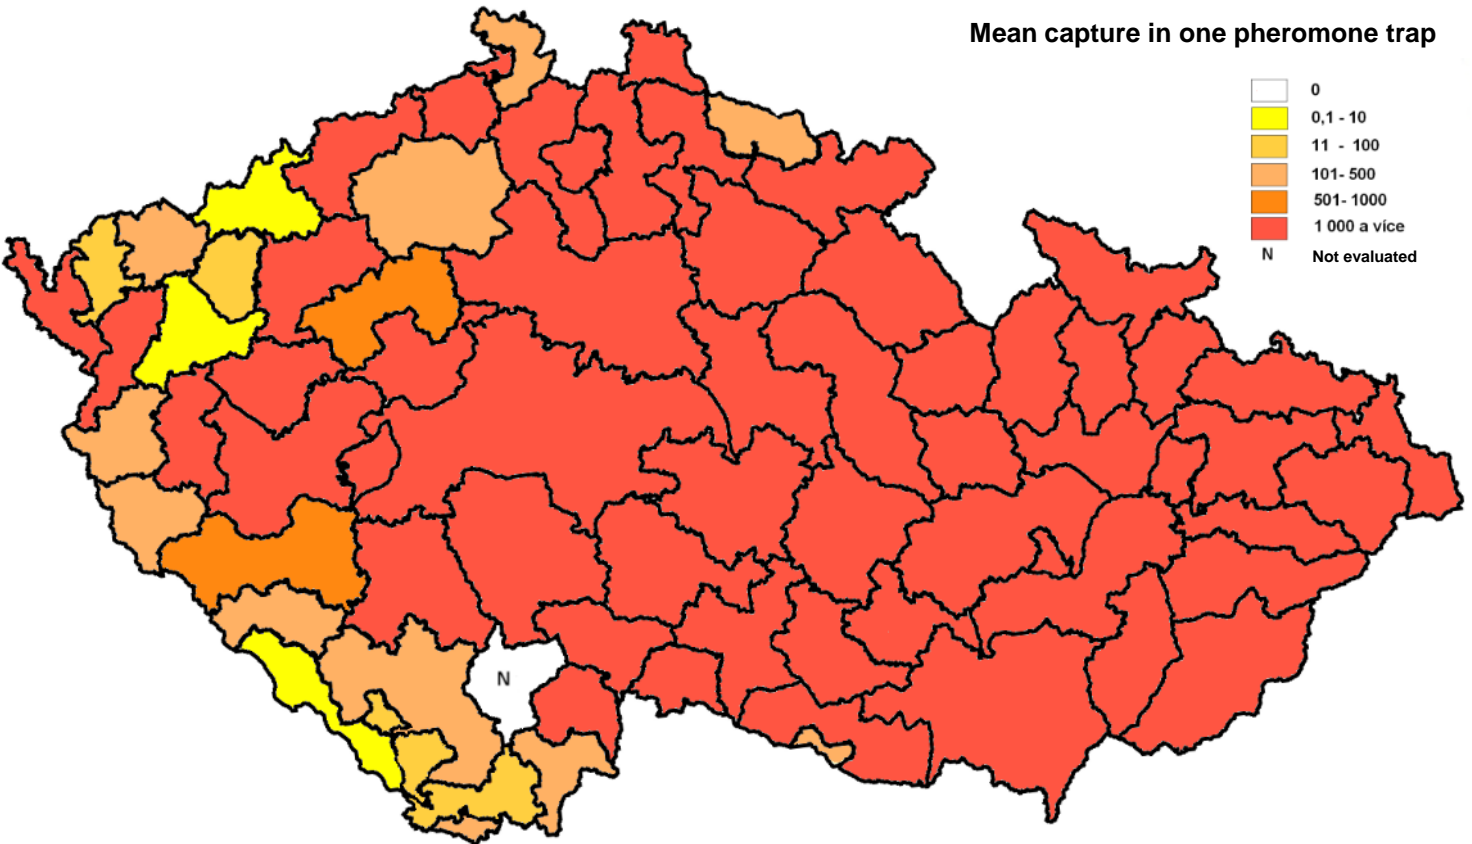 Mean capture in one pheromone trap
0
0,1 - 10
11 - 100
101- 500
501- 1000
1 000 a více
N Not evaluated
N